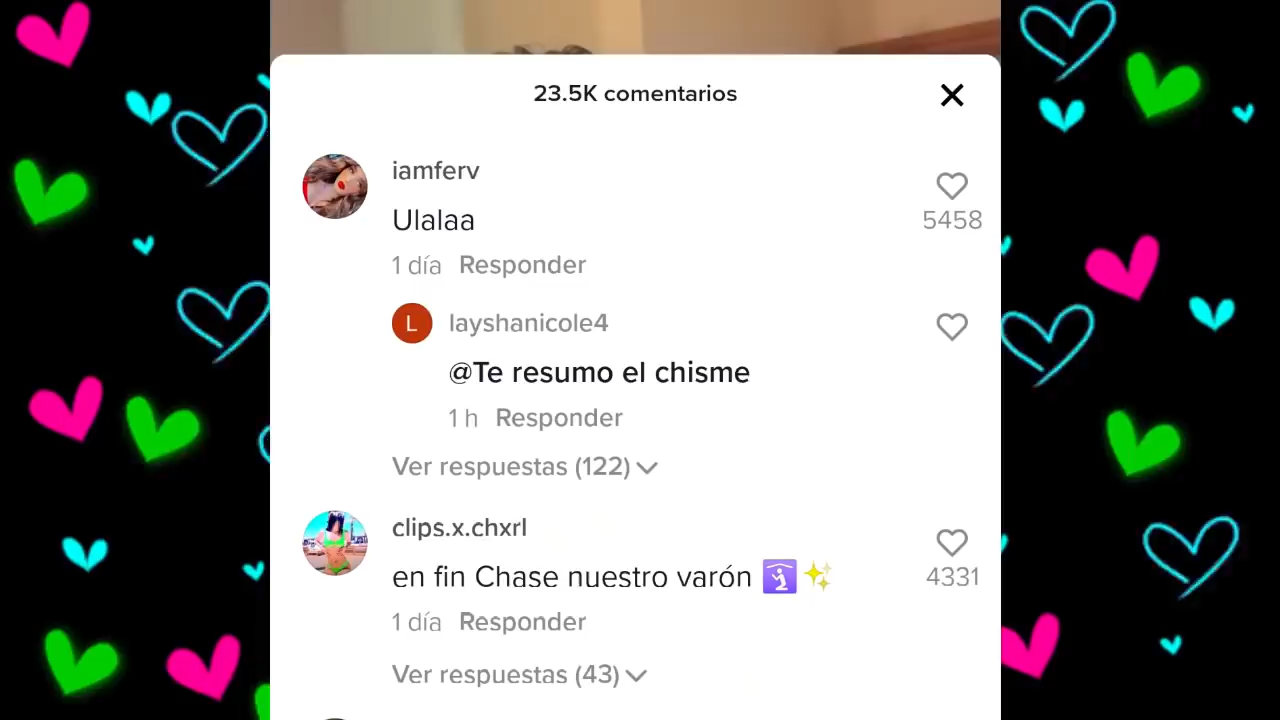 23.5K comentarios
iamferv
Ulalaa
5458
1 día Responder
L
layshanicole4
@Te resumo el chisme
1 h Responder
Ver respuestas (122)
clips.x.chxrl
en fin Chase nuestro varón 🛐✨
4331
1 día Responder
Ver respuestas (43)